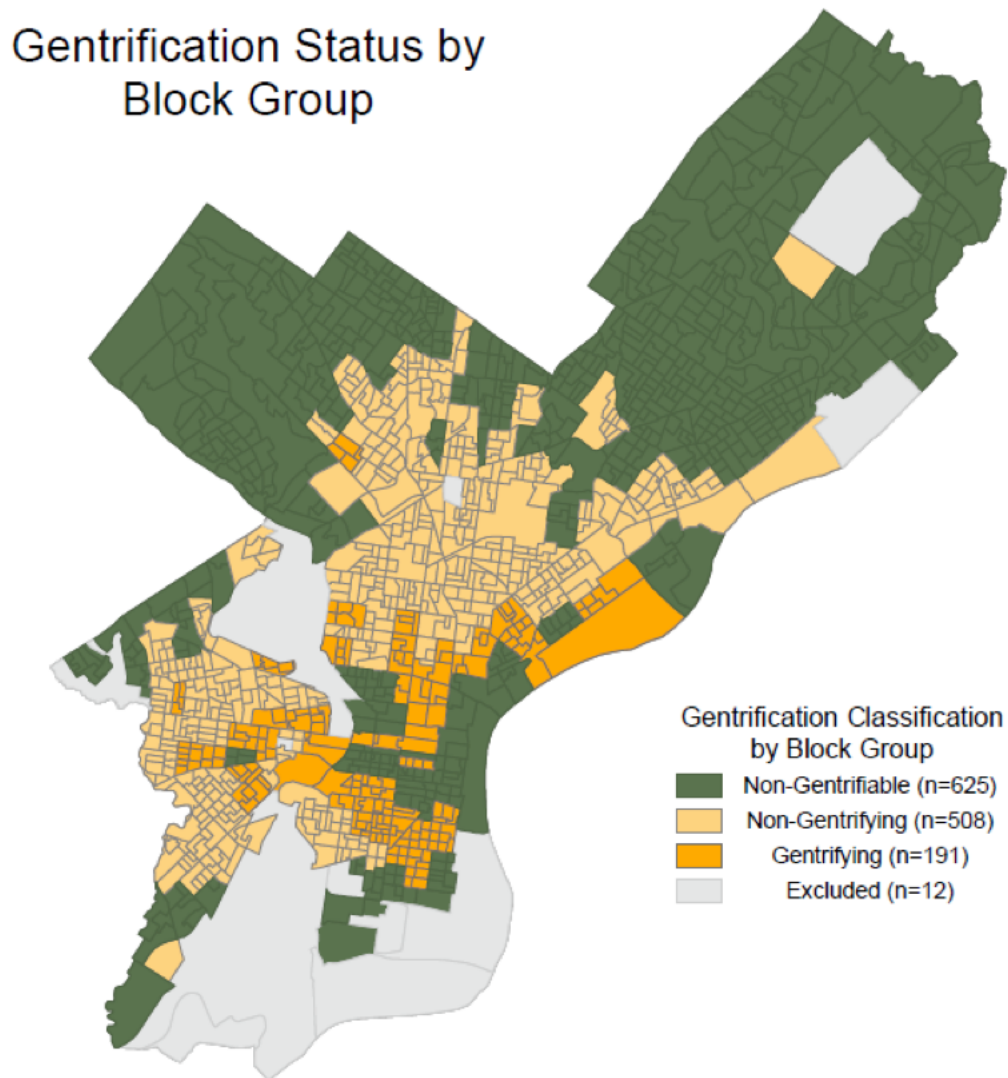 Gentrification Status by
Block Group
Gentrification Classification
by Block Group
Non-Gentrifiable (n=625)
Non-Gentrifying (n=508)
Gentrifying (n=191)
Excluded (n=12)